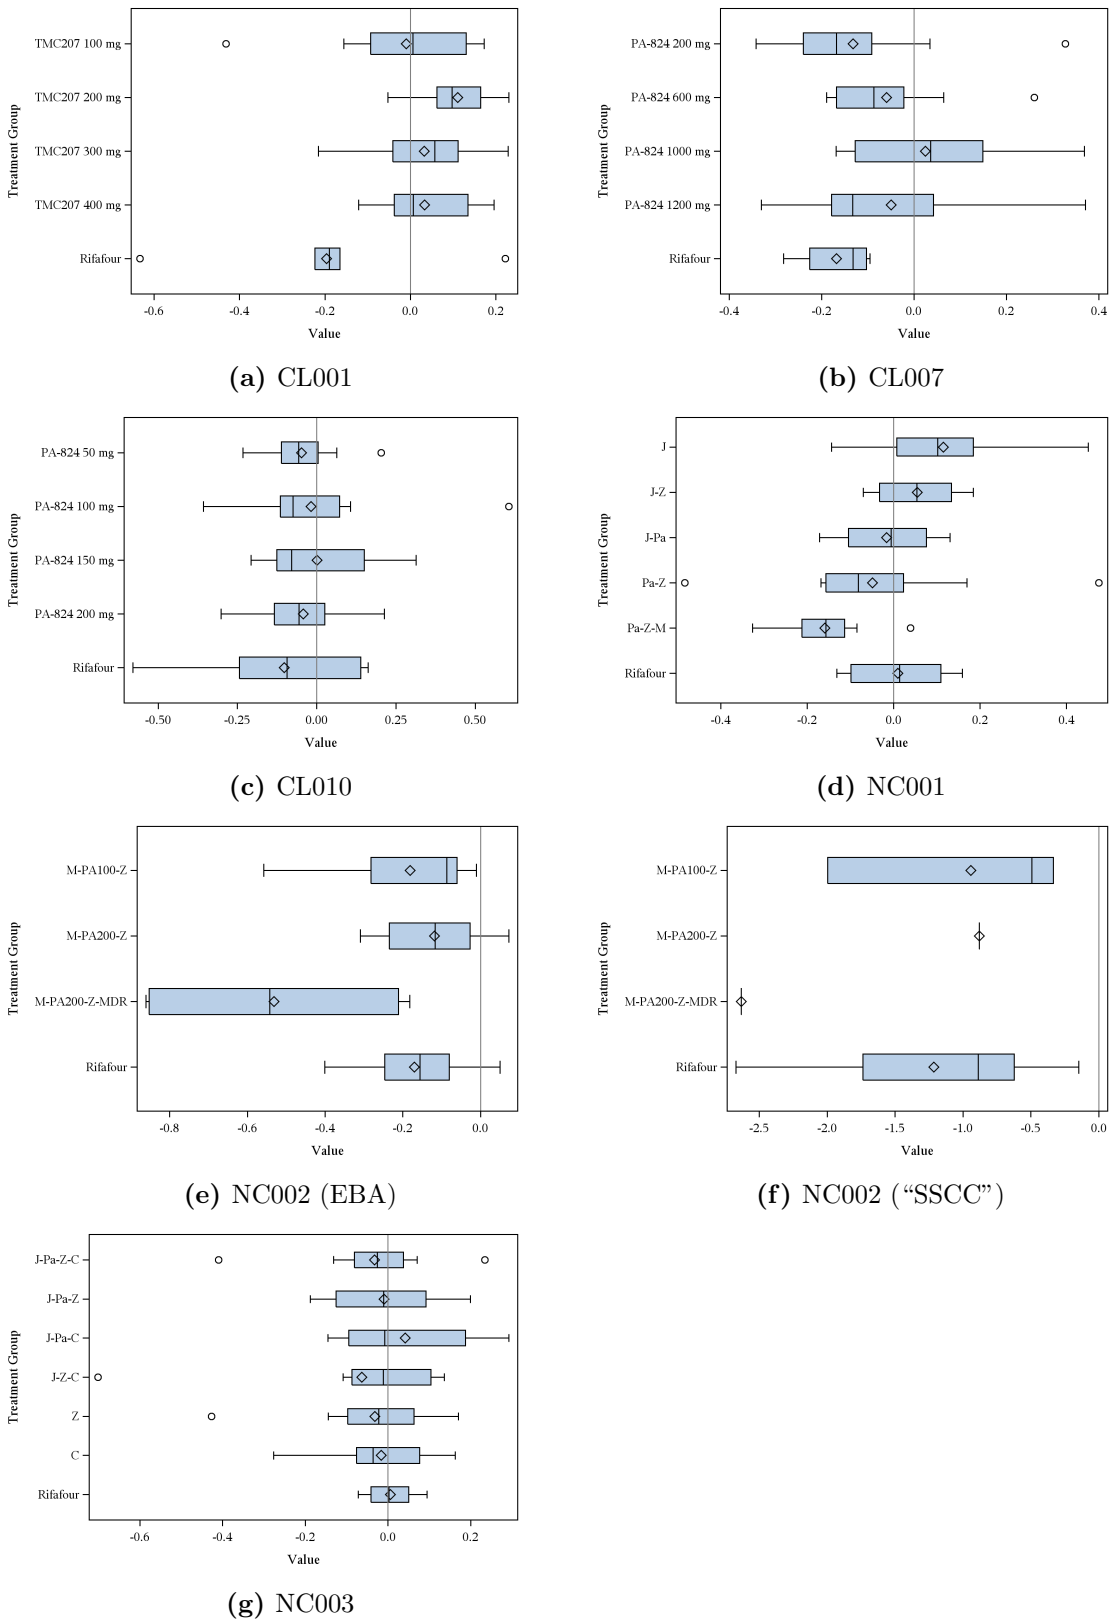 TMC207 100 mg
TMC207 200 mg
TMC207 300 mg
TMC207 400 mg
Rifafour
Treatment Group
-0.6 -0.4 -0.2 0.0 0.2
Value
(a) CL001
PA-824 200 mg
PA-824 600 mg
PA-824 1000 mg
PA-824 1200 mg
Rifafour
Treatment Group
-0.4 -0.2 0.0 0.2 0.4
Value
(b) CL007
PA-824 50 mg
PA-824 100 mg
PA-824 150 mg
PA-824 200 mg
Rifafour
Treatment Group
-0.50 -0.25 0.00 0.25 0.50
Value
(c) CL010
J
J-Z
J-Pa
Pa-Z
Pa-Z-M
Rifafour
Treatment Group
-0.4 -0.2 0.0 0.2 0.4
Value
(d) NC001
M-PA100-Z
M-PA200-Z
M-PA200-Z-MDR
Rifafour
Treatment Group
-0.8 -0.6 -0.4 -0.2 0.0
Value
(e) NC002 (EBA)
M-PA100-Z
M-PA200-Z
M-PA200-Z-MDR
Rifafour
Treatment Group
-2.5 -2.0 -1.5 -1.0 -0.5 0.0
Value
(f) NC002 (“SSCC”)
J-Pa-Z-C
J-Pa-Z
J-Pa-C
J-Z-C
Z
C
Rifafour
Treatment Group
-0.6 -0.4 -0.2 0.0 0.2
Value
(g) NC003